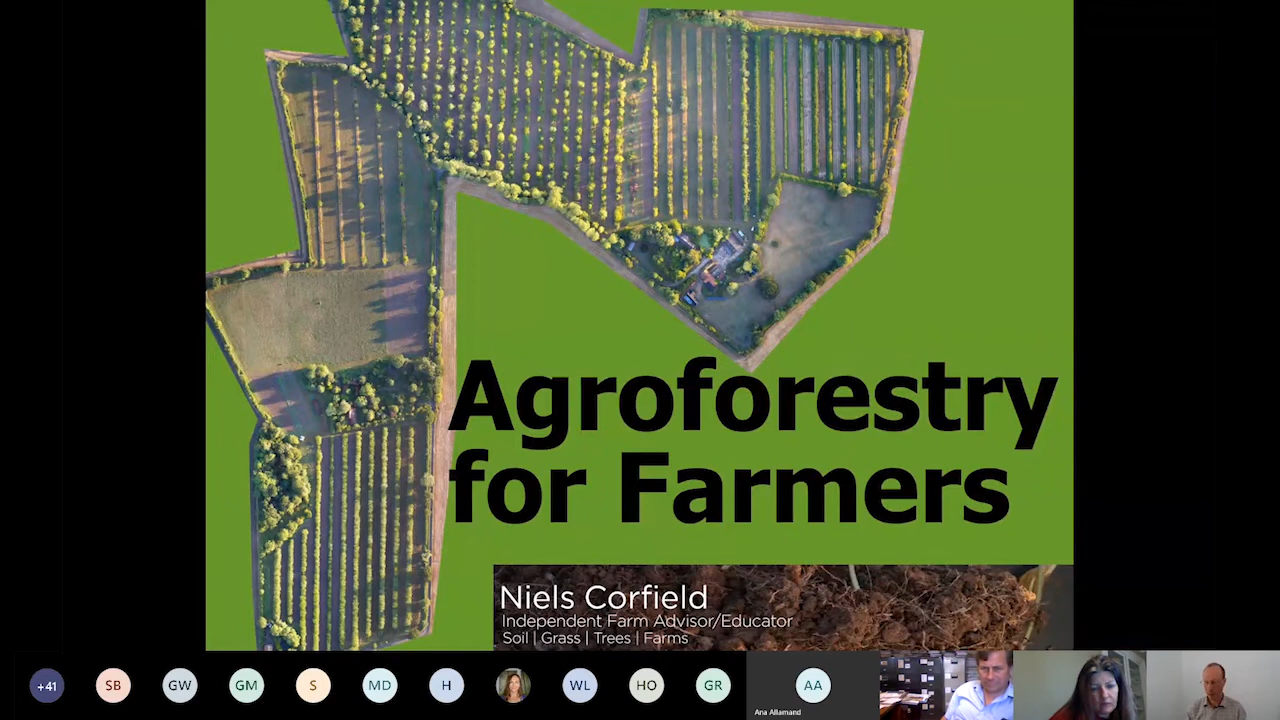 Agroforestry
for Farmers
Niels Corfield
Independent Farm Advisor/Educator
Soil | Grass | Trees | Farms
+41
SB
GW
GM
S
MD
H
WL
HO
GR
AA
Ana Allamand